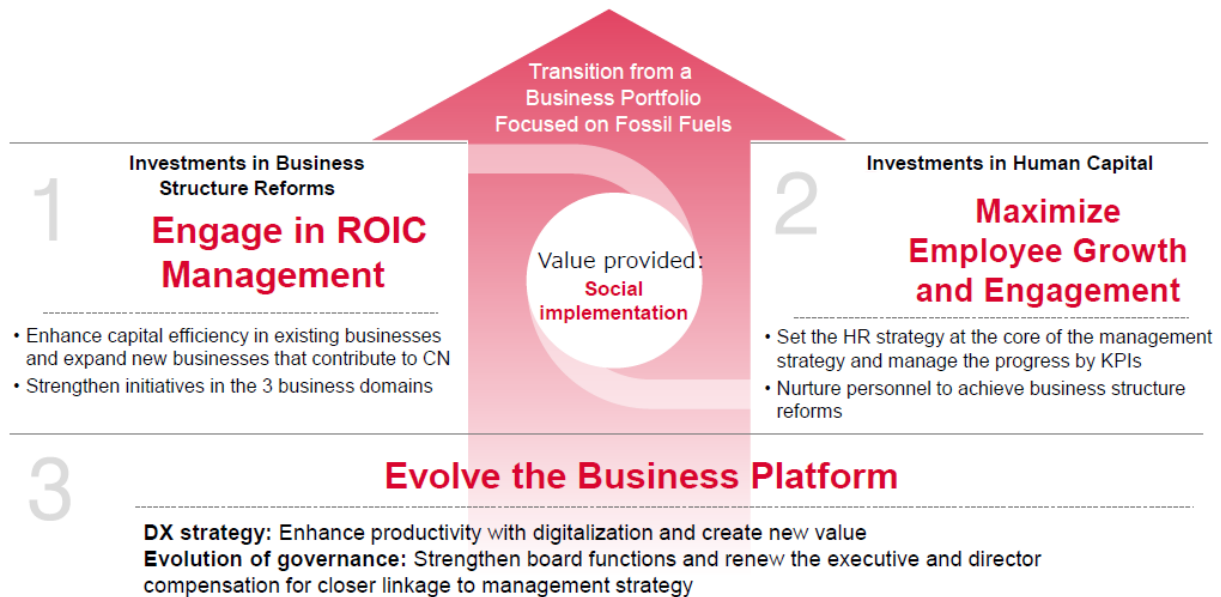 Transition from a
Business Portfolio
Focused on Fossil Fuels
1
Investments in Business
Structure Reforms
Engage in ROIC
Management
• Enhance capital efficiency in existing businesses
and expand new businesses that contribute to CN
• Strengthen initiatives in the 3 business domains
Value provided:
Social
implementation
2
Investments in Human Capital
Maximize
Employee Growth
and Engagement
• Set the HR strategy at the core of the management
strategy and manage the progress by KPIs
• Nurture personnel to achieve business structure
reforms
3
Evolve the Business Platform
DX strategy: Enhance productivity with digitalization and create new value
Evolution of governance: Strengthen board functions and renew the executive and director
compensation for closer linkage to management strategy